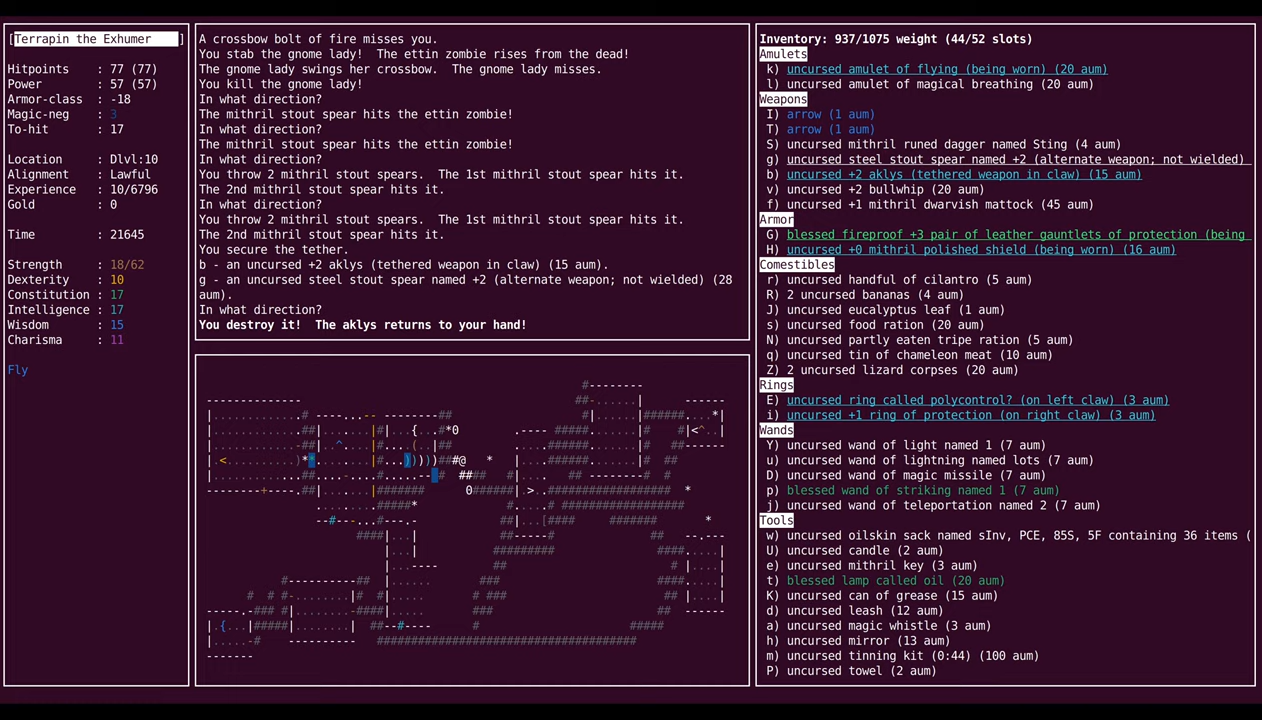 [Terrapin the Exhumer ]
Hitpoints : 77 (77)
Power : 57 (57)
Armor-class : -18
Magic-neg : 3
To-hit : 17
Location : Dlvl:10
Alignment : Lawful
Experience : 10/6796
Gold : 0
Time : 21645
Strength : 18/62
Dexterity : 10
Constitution : 17
Intelligence : 17
Wisdom : 15
Charisma : 11
Fly
A crossbow bolt of fire misses you.
You stab the gnome lady! The ettin zombie rises from the dead!
The gnome lady swings her crossbow. The gnome lady misses.
You kill the gnome lady!
In what direction?
The mithril stout spear hits the ettin zombie!
In what direction?
The mithril stout spear hits the ettin zombie!
In what direction?
You throw 2 mithril stout spears. The 1st mithril stout spear hits it.
The 2nd mithril stout spear hits it.
In what direction?
You throw 2 mithril stout spears. The 1st mithril stout spear hits it.
The 2nd mithril stout spear hits it.
You secure the tether.
b - an uncursed +2 aklys (tethered weapon in claw) (15 aum).
g - an uncursed steel stout spear named +2 (alternate weapon; not wielded) (28
aum).
In what direction?
You destroy it! The aklys returns to your hand!
Inventory: 937/1075 weight (44/52 slots)
Amulets
k) uncursed amulet of flying (being worn) (20 aum)
l) uncursed amulet of magical breathing (20 aum)
Weapons
I) arrow (1 aum)
T) arrow (1 aum)
S) uncursed mithril runed dagger named Sting (4 aum)
g) uncursed steel stout spear named +2 (alternate weapon; not wielded)
b) uncursed +2 aklys (tethered weapon in claw) (15 aum)
v) uncursed +2 bullwhip (20 aum)
f) uncursed +1 mithril dwarvish mattock (45 aum)
Armor
G) blessed fireproof +3 pair of leather gauntlets of protection (being
H) uncursed +0 mithril polished shield (being worn) (16 aum)
Comestibles
r) uncursed handful of cilantro (5 aum)
R) 2 uncursed bananas (4 aum)
J) uncursed eucalyptus leaf (1 aum)
s) uncursed food ration (20 aum)
N) uncursed partly eaten tripe ration (5 aum)
q) uncursed tin of chameleon meat (10 aum)
Z) 2 uncursed lizard corpses (20 aum)
Rings
E) uncursed ring called polycontrol? (on left claw) (3 aum)
i) uncursed +1 ring of protection (on right claw) (3 aum)
Wands
Y) uncursed wand of light named 1 (7 aum)
u) uncursed wand of lightning named lots (7 aum)
D) uncursed wand of magic missile (7 aum)
p) blessed wand of striking named 1 (7 aum)
j) uncursed wand of teleportation named 2 (7 aum)
Tools
w) uncursed oilskin sack named sInv, PCE, 85S, 5F containing 36 items (
U) uncursed candle (2 aum)
e) uncursed mithril key (3 aum)
t) blessed lamp called oil (20 aum)
K) uncursed can of grease (15 aum)
d) uncursed leash (12 aum)
a) uncursed magic whistle (3 aum)
h) uncursed mirror (13 aum)
m) uncursed tinning kit (0:44) (100 aum)
P) uncursed towel (2 aum)